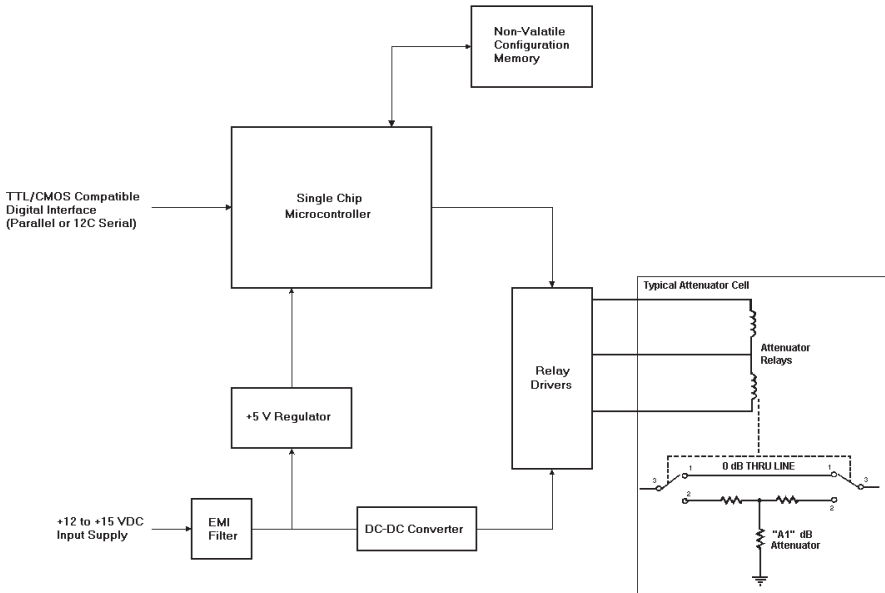 Non-Valatile
Configuration
Memory
Single Chip
Microcontroller
TTL/CMOS Compatible
Digital Interface
(Parallel or 12C Serial)
Typical Attenuator Cell
Attenuator
Relays
Relay
Drivers
+5 V Regulator
0 dB THRU LINE
1
1
3
3
2
2
+12 to +15 VDC
Input Supply
EMI
Filter
DC-DC Converter
"A1" dB
Attenuator